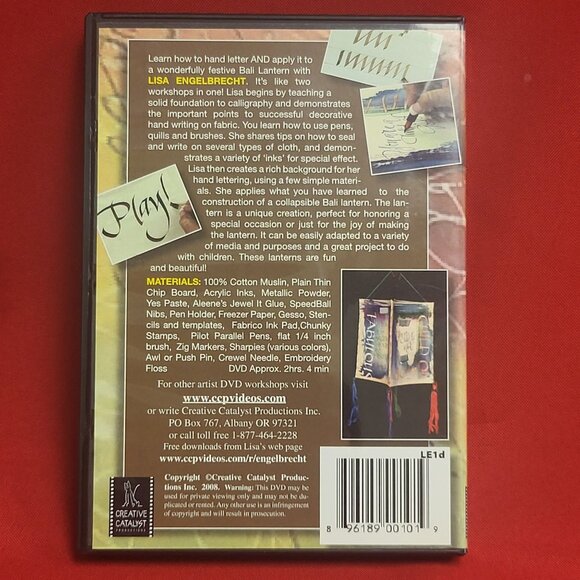 Learn how to hand letter AND apply it to
a wonderfully festive Bali Lantern with
LISA ENGELBRECHT. It's like two
workshops in one! Lisa begins by teaching a
solid foundation to calligraphy and demonstrates
the important points to successful decorative
hand writing on fabric. You learn how to use pens,
quills and brushes. She shares tips on how to seal
and write on several types of cloth, and demon-
strates a variety of 'inks' for special effect.
Lisa then creates a rich background for her
hand lettering, using a few simple materi-
als. She applies what you have learned to the
construction of a collapsible Bali lantern. The lan-
tern is a unique creation, perfect for honoring a
special occasion or just for the joy of making
the lantern. It can be easily adapted to a variety
of media and purposes and a great project to do
with children. These lanterns are fun
and beautiful!
Play!
MATERIALS: 100% Cotton Muslin, Plain Thin
Chip Board, Acrylic Inks, Metallic Powder,
Yes Paste, Aleene's Jewel It Glue, SpeedBall
Nibs, Pen Holder, Freezer Paper, Gesso, Sten-
cils and templates, Fabrico Ink Pad,Chunky
Stamps, Pilot Parallel Pens, flat 1/4 inch
brush, Zig Markers, Sharpies (various colors),
Awl or Push Pin, Crewel Needle, Embroidery
Floss DVD Approx. 2hrs. 4 min
For other artist DVD workshops visit
www.ccpvideos.com
or write Creative Catalyst Productions Inc.
PO Box 767, Albany OR 97321
or call toll free 1-877-464-2228
Free downloads from Lisa's web page
www.ccpvideos.com/r/engelbrecht
CREATIVE
CATALYST
PRODUCTIONS
Copyright ©Creative Catalyst Produc-
tions Inc. 2008. Warning: This DVD may be
used for private viewing only and may not be du-
plicated or rented. Any other use is an infringement
of copyright and will result in prosecution.
LE1d
8 96189 00101 9